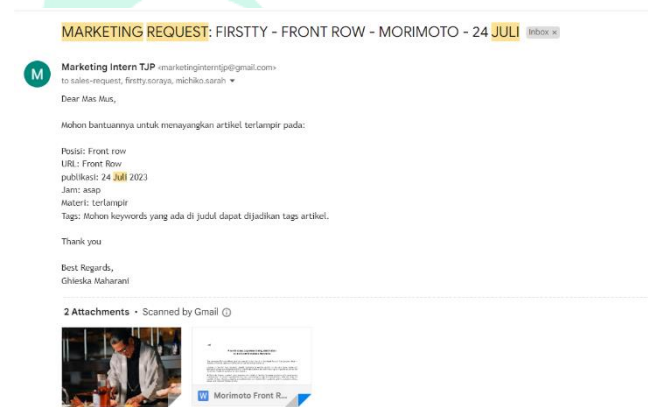 MARKETING REQUEST: FIRSTTY - FRONT ROW - MORIMOTO - 24 JULI Inbox x
M
Marketing Intern TJP <marketinginterntjp@gmail.com>
to sales-request, firstty.soraya, michiko.sarah
Dear Mas Mus,
Mohon bantuannya untuk menayangkan artikel terlampir pada:
Posisi: Front row
URL: Front Row
publikasi: 24 Juli 2023
Jam: asap
Materi: terlampir
Tags: Mohon keywords yang ada di judul dapat dijadikan tags artikel.
Thank you
Best Regards,
Ghieska Maharani
2 Attachments • Scanned by Gmail
W Morimoto Front R...